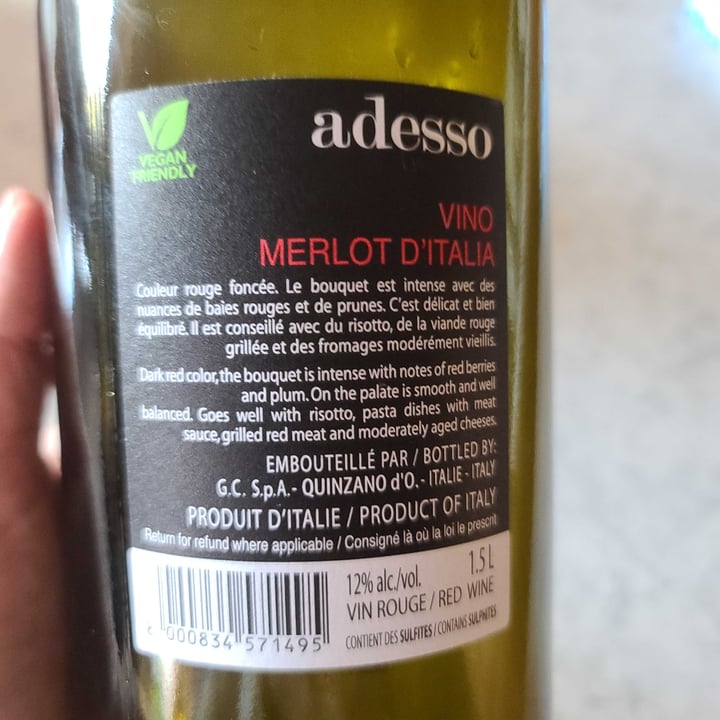 adesso
VEGAN
FRIENDLY
VINO
MERLOT D'ITALIA
Couleur rouge foncée. Le bouquet est intense avec des
nuances de baies rouges et de prunes. C'est délicat et bien
équilibré. Il est conseillé avec du risotto, de la viande rouge
grillée et des fromages modérément vieillis.
Dark red color, the bouquet is intense with notes of red berries
and plum. On the palate is smooth and well
balanced. Goes well with risotto, pasta dishes with meat
sauce, grilled red meat and moderately aged cheeses.
EMBOUTEILLÉ PAR / BOTTLED BY:
G.C. S.p.A.- QUINZANO d'O.- ITALIE - ITALY
PRODUIT D'ITALIE / PRODUCT OF ITALY
Return for refund where applicable / Consigné là où la loi le prescrit
12% alc./vol. 1.5 L
VIN ROUGE / RED WINE
CONTIENT DES SULFITES / CONTAINS SULPHITES
8 000834 571495